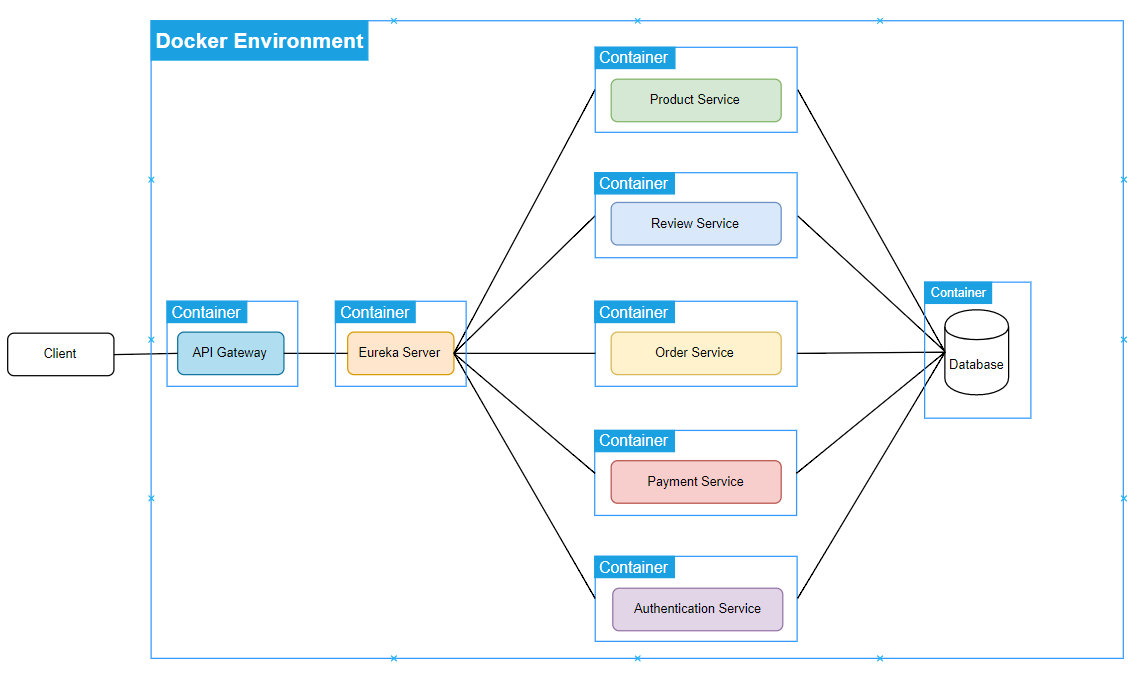 Docker Environment
Container
Product Service
Container
Review Service
Container
API Gateway
Container
Eureka Server
Container
Order Service
Container
Database
Client
Container
Payment Service
Container
Authentication Service